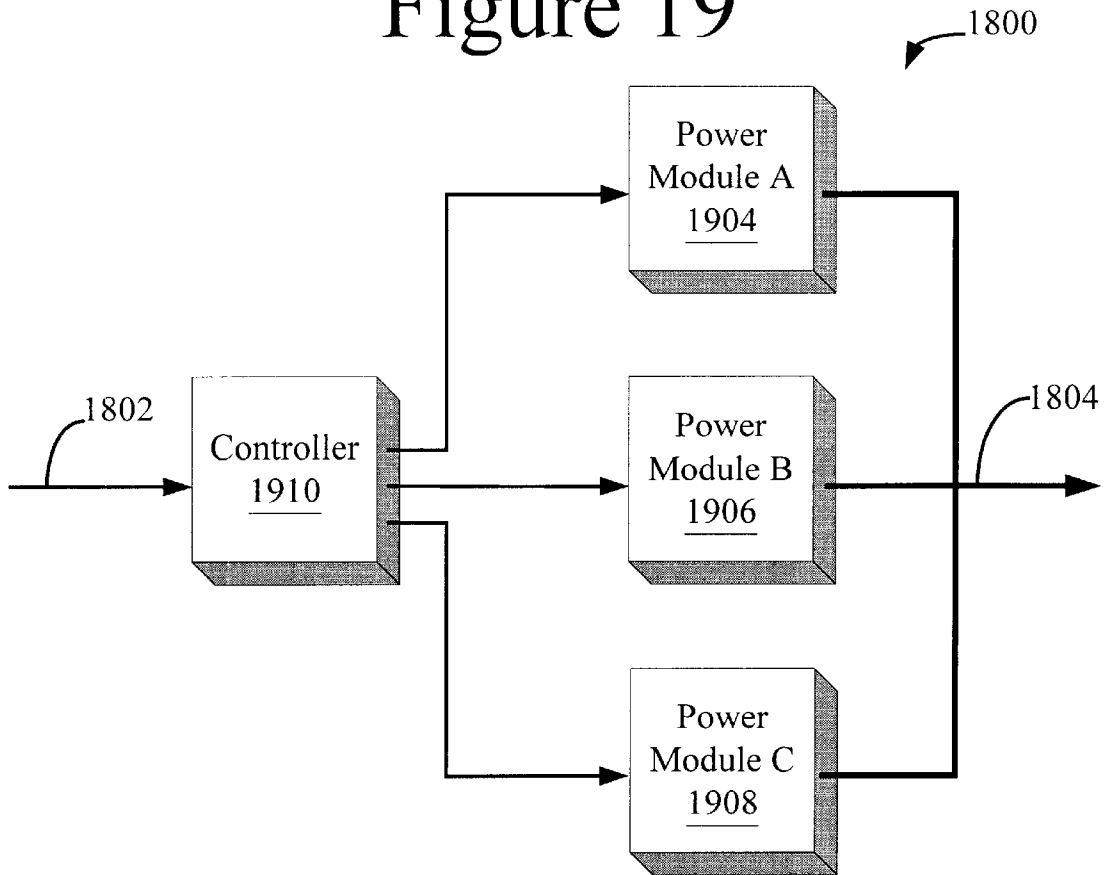 Figure 19
1800
Power
Module A
1904
1802
Controller
1910
Power
Module B
1906
1804
Power
Module C
1908